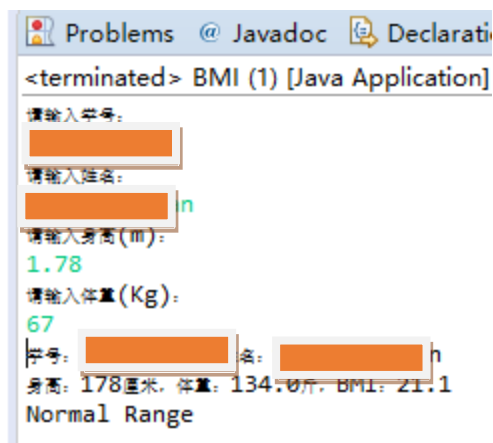 Problems @ Javadoc Declarati
<terminated> BMI (1) [Java Application]
请输入学号:
请输入姓名:
n
请输入身高(m):
1.78
请输入体重(Kg):
67
学号: 名: n
身高: 178厘米, 体重: 134.0斤, BMI: 21.1
Normal Range